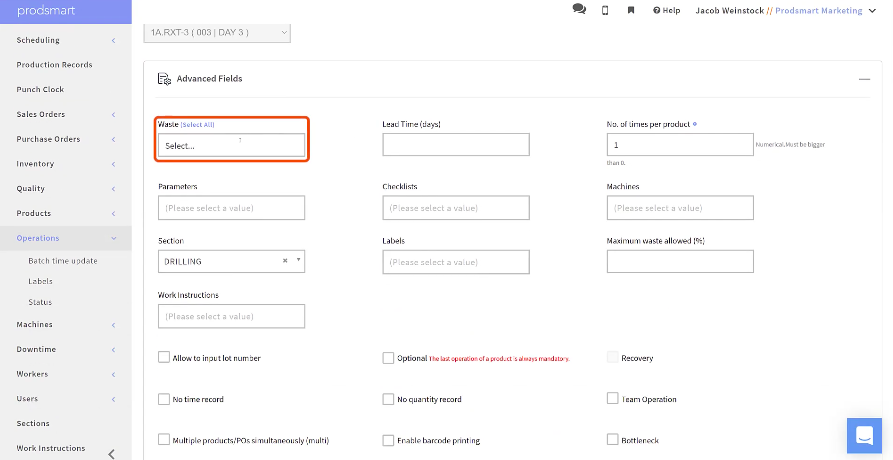 prodsmart
Help
Jacob Weinstock // Prodsmart Marketing
Scheduling
Production Records
Punch Clock
Sales Orders
Purchase Orders
Inventory
Quality
Products
Operations
Batch time update
Labels
Status
Machines
Downtime
Workers
Users
Sections
Work Instructions
1A.RXT-3 ( 003 | DAY 3 )
Advanced Fields
Waste (Select All)
Lead Time (days)
No. of times per product
Select...
1
Numerical.Must be bigger
than 0.
Parameters
Checklists
Machines
(Please select a value)
(Please select a value)
(Please select a value)
Section
Labels
Maximum waste allowed (%)
DRILLING
(Please select a value)
Work Instructions
(Please select a value)
Allow to input lot number
Optional The last operation of a product is always mandatory.
Recovery
No time record
No quantity record
Team Operation
Multiple products/POs simultaneously (multi)
Enable barcode printing
Bottleneck